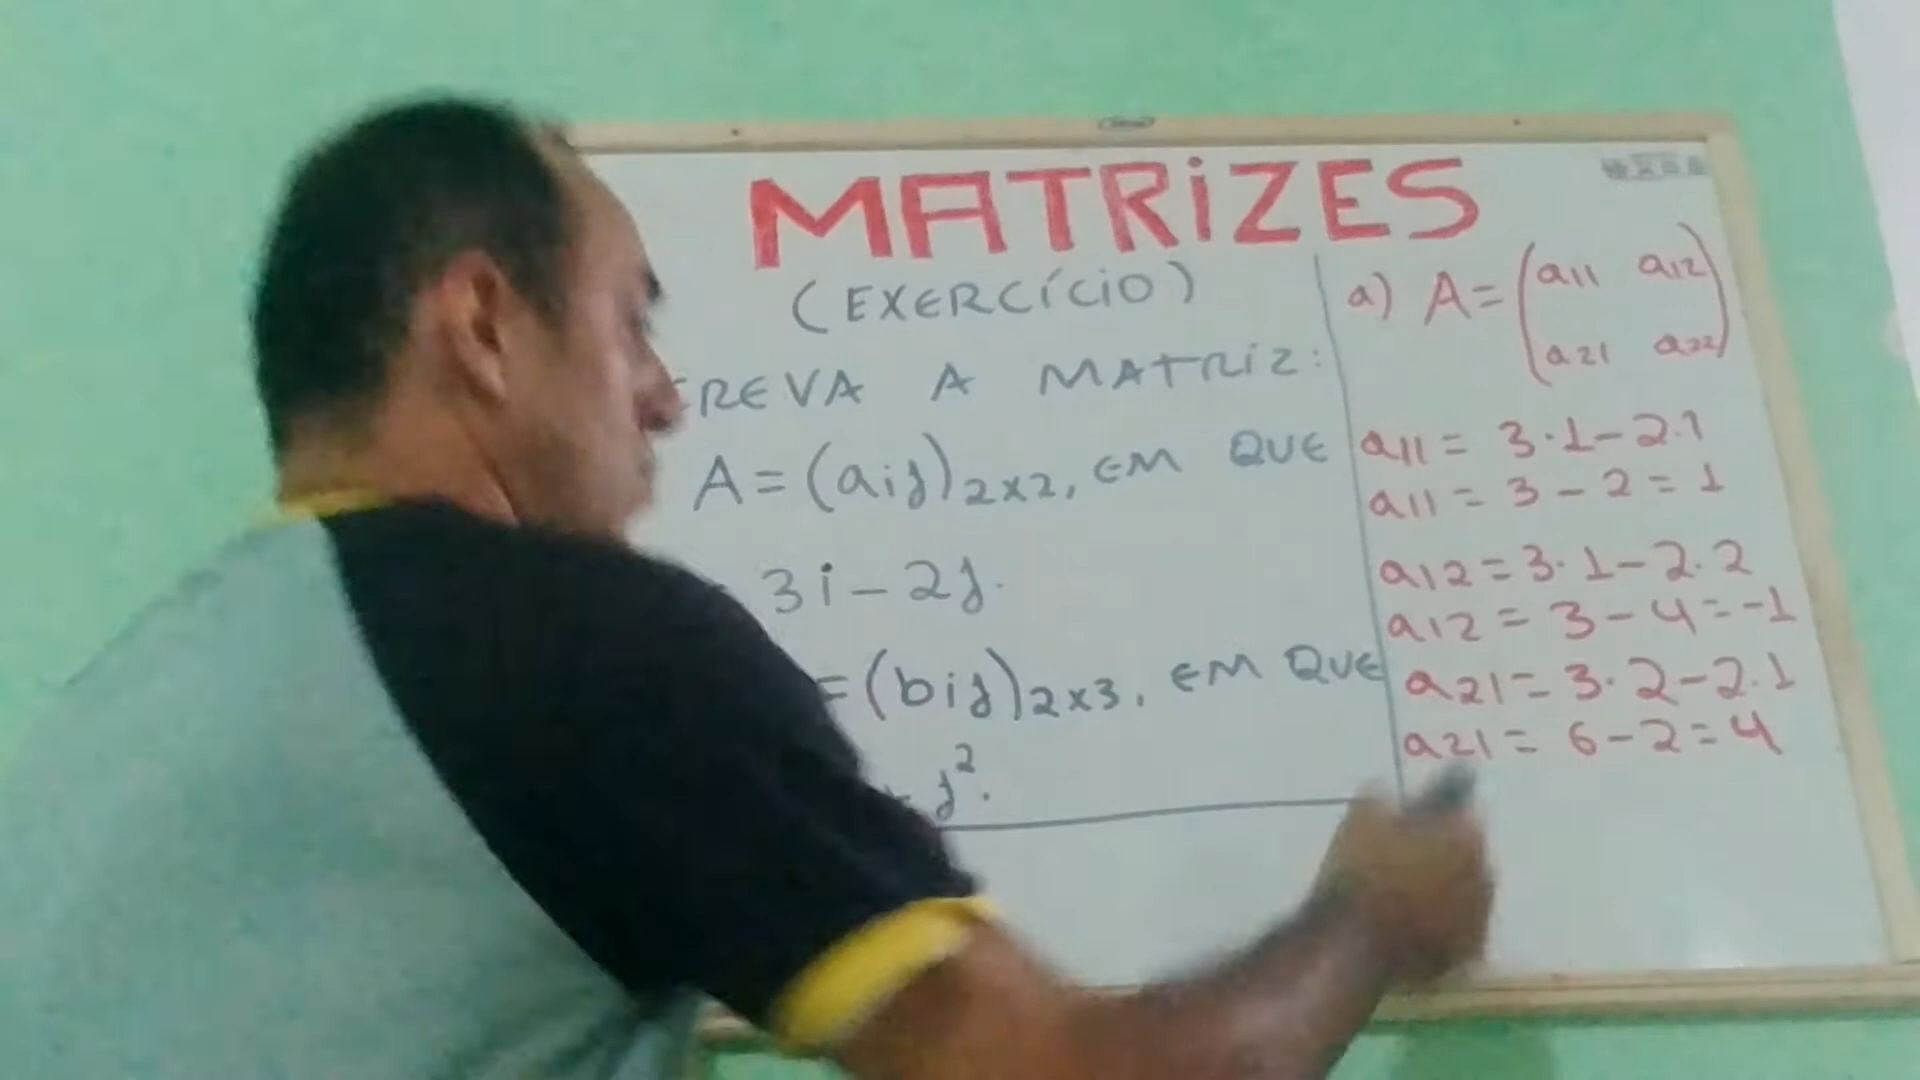 MATRIZES
(EXERCÍCIO)
REVA A MATRIZ:
A=(aij)2x2, EM QUE
3i-2j.
=(bij)2x3, EM QUE
j².
a) A= (a11 a12
a21 a22)
a11 = 3·1-2·1
a11 = 3-2=1
a12=3·1-2·2
a12=3-4=-1
a21=3·2-2·1
a21=6-2=4